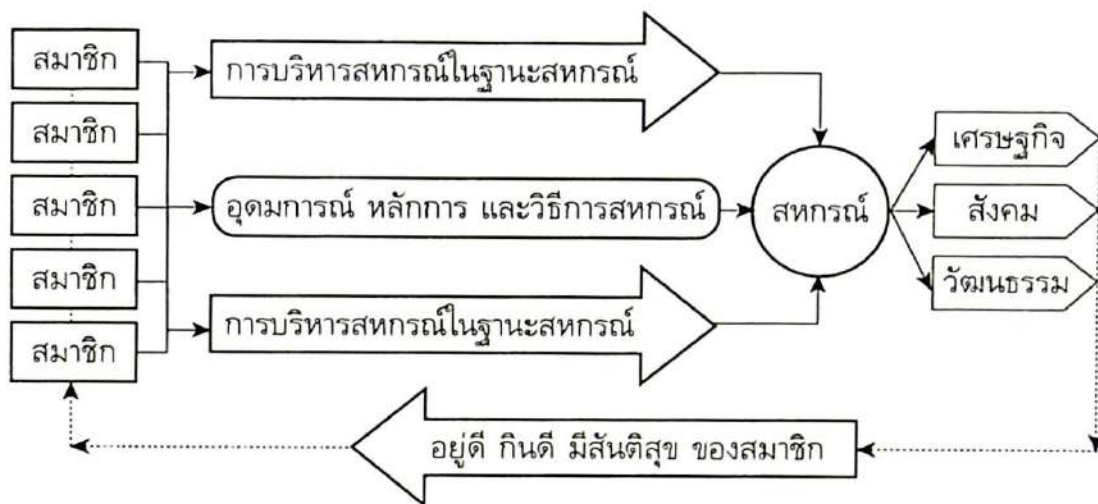 สมาชิก
สมาชิก
สมาชิก
สมาชิก
สมาชิก
การบริหารสหกรณ์ในฐานะสหกรณ์
อุดมการณ์ หลักการ และวิธีการสหกรณ์
การบริหารสหกรณ์ในฐานะสหกรณ์
สหกรณ์
เศรษฐกิจ
สังคม
วัฒนธรรม
อยู่ดี กินดี มีสันติสุข ของสมาชิก